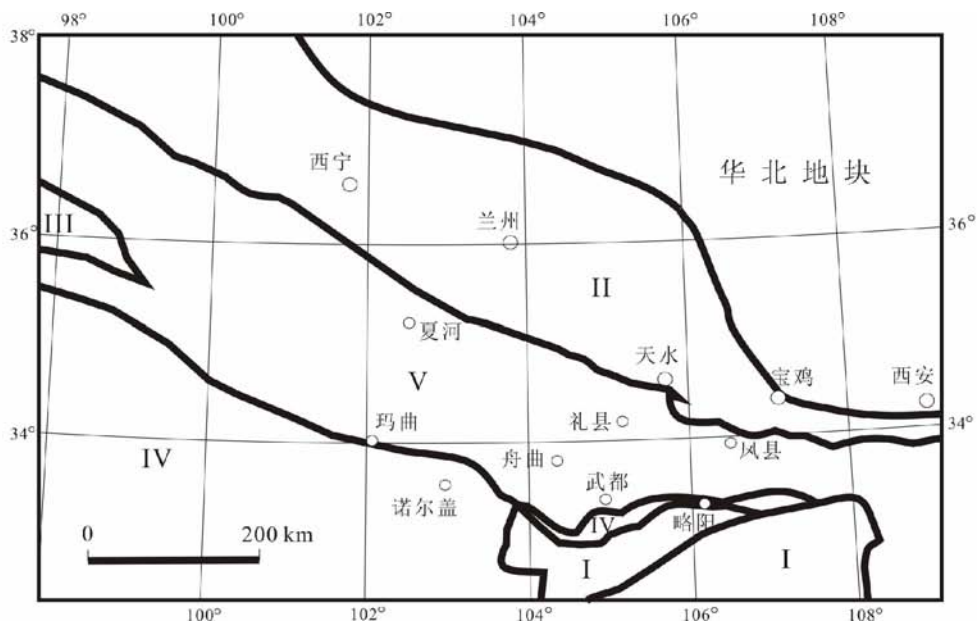 98° 100° 102° 104° 106° 108°
38°
西宁
华北地块
兰州
36° III 36°
II
夏河
天水
宝鸡 西安
V
玛曲 礼县
34° 34°
凤县
IV 舟曲
武都
诺尔盖
IV 略阳
0 200 km
I I
100° 102° 104° 106° 108°